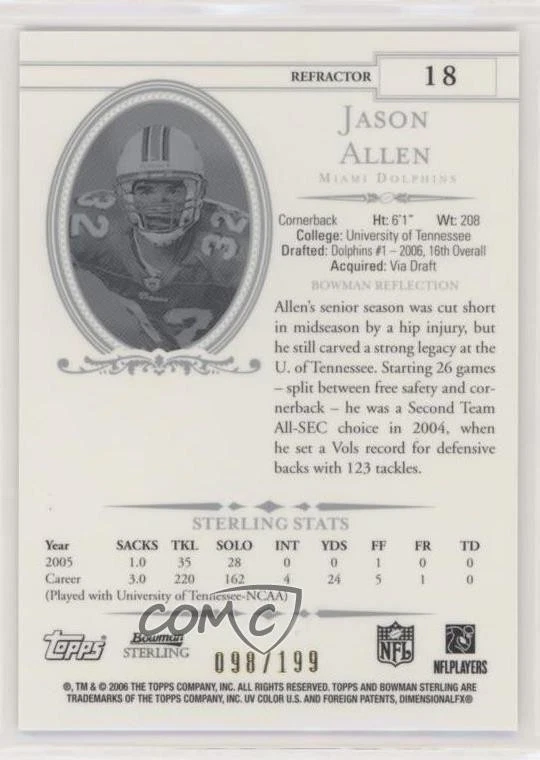 REFRACTOR 18
JASON
ALLEN
MIAMI DOLPHINS
Cornerback Ht: 6'1" Wt: 208
College: University of Tennessee
Drafted: Dolphins #1 – 2006, 16th Overall
Acquired: Via Draft
BOWMAN REFLECTION
Allen's senior season was cut short
in midseason by a hip injury, but
he still carved a strong legacy at the
U. of Tennessee. Starting 26 games
– split between free safety and cor-
nerback – he was a Second Team
All-SEC choice in 2004, when
he set a Vols record for defensive
backs with 123 tackles.
32 32
STERLING STATS
Year SACKS TKL SOLO INT YDS FF FR TD
2005 1.0 35 28 0 0 1 0 0
Career 3.0 220 162 4 24 5 1 0
(Played with University of Tennessee-NCAA)
COMC
Topps Bowman STERLING 098/199 NFL NFLPLAYERS
®, TM & © 2006 THE TOPPS COMPANY, INC. ALL RIGHTS RESERVED. TOPPS AND BOWMAN STERLING ARE
TRADEMARKS OF THE TOPPS COMPANY, INC. UV COLOR U.S. AND FOREIGN PATENTS, DIMENSIONALFX®